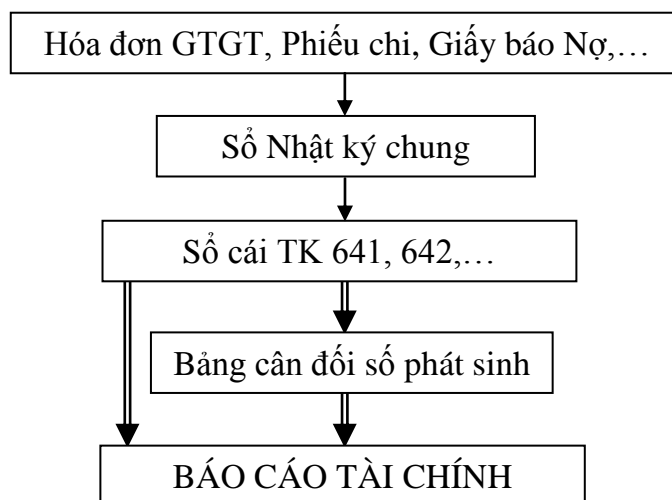 Hóa đơn GTGT, Phiếu chi, Giấy báo Nợ,…
Sổ Nhật ký chung
Sổ cái TK 641, 642,…
Bảng cân đối số phát sinh
BÁO CÁO TÀI CHÍNH